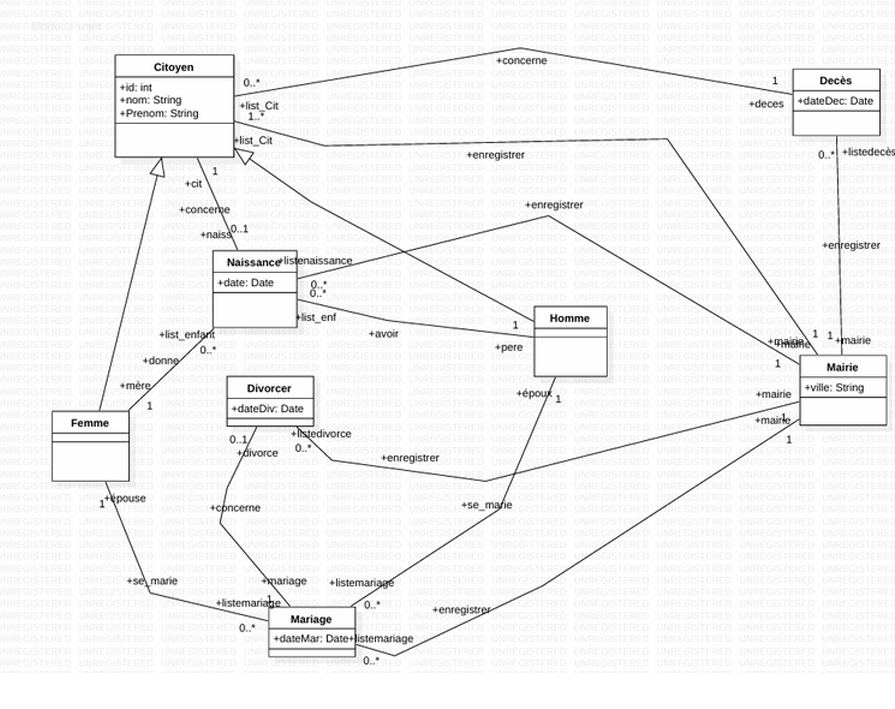 Citoyen
+id: int
+nom: String
+Prenom: String
0..*
+list_Cit
1..*
+list_Cit
+concerne
1
+deces
Decès
+dateDec: Date
0..*
+listedecès
+enregistrer
+enregistrer
1
+cit
+concerne
+naiss
0..1
+enregistrer
Naissance
+listenaissance
+date: Date
0..*
0..*
+list_enf
+avoir
1
+pere
Homme
+époux
1
+list_enfant
0..*
+donne
+mère
1
+mairie
+mairie
1
1
+mairie
1
Mairie
+ville: String
+mairie
1
+mairie
1
Divorcer
+dateDiv: Date
0..1
+divorce
+listedivorce
0..*
+enregistrer
Femme
1
+épouse
+concerne
+se_marie
+se_marie
+mariage
1
+listemariage
0..*
+listemariage
0..*
+enregistrer
Mariage
+dateMar: Date
+listemariage
0..*
UNREGISTERED